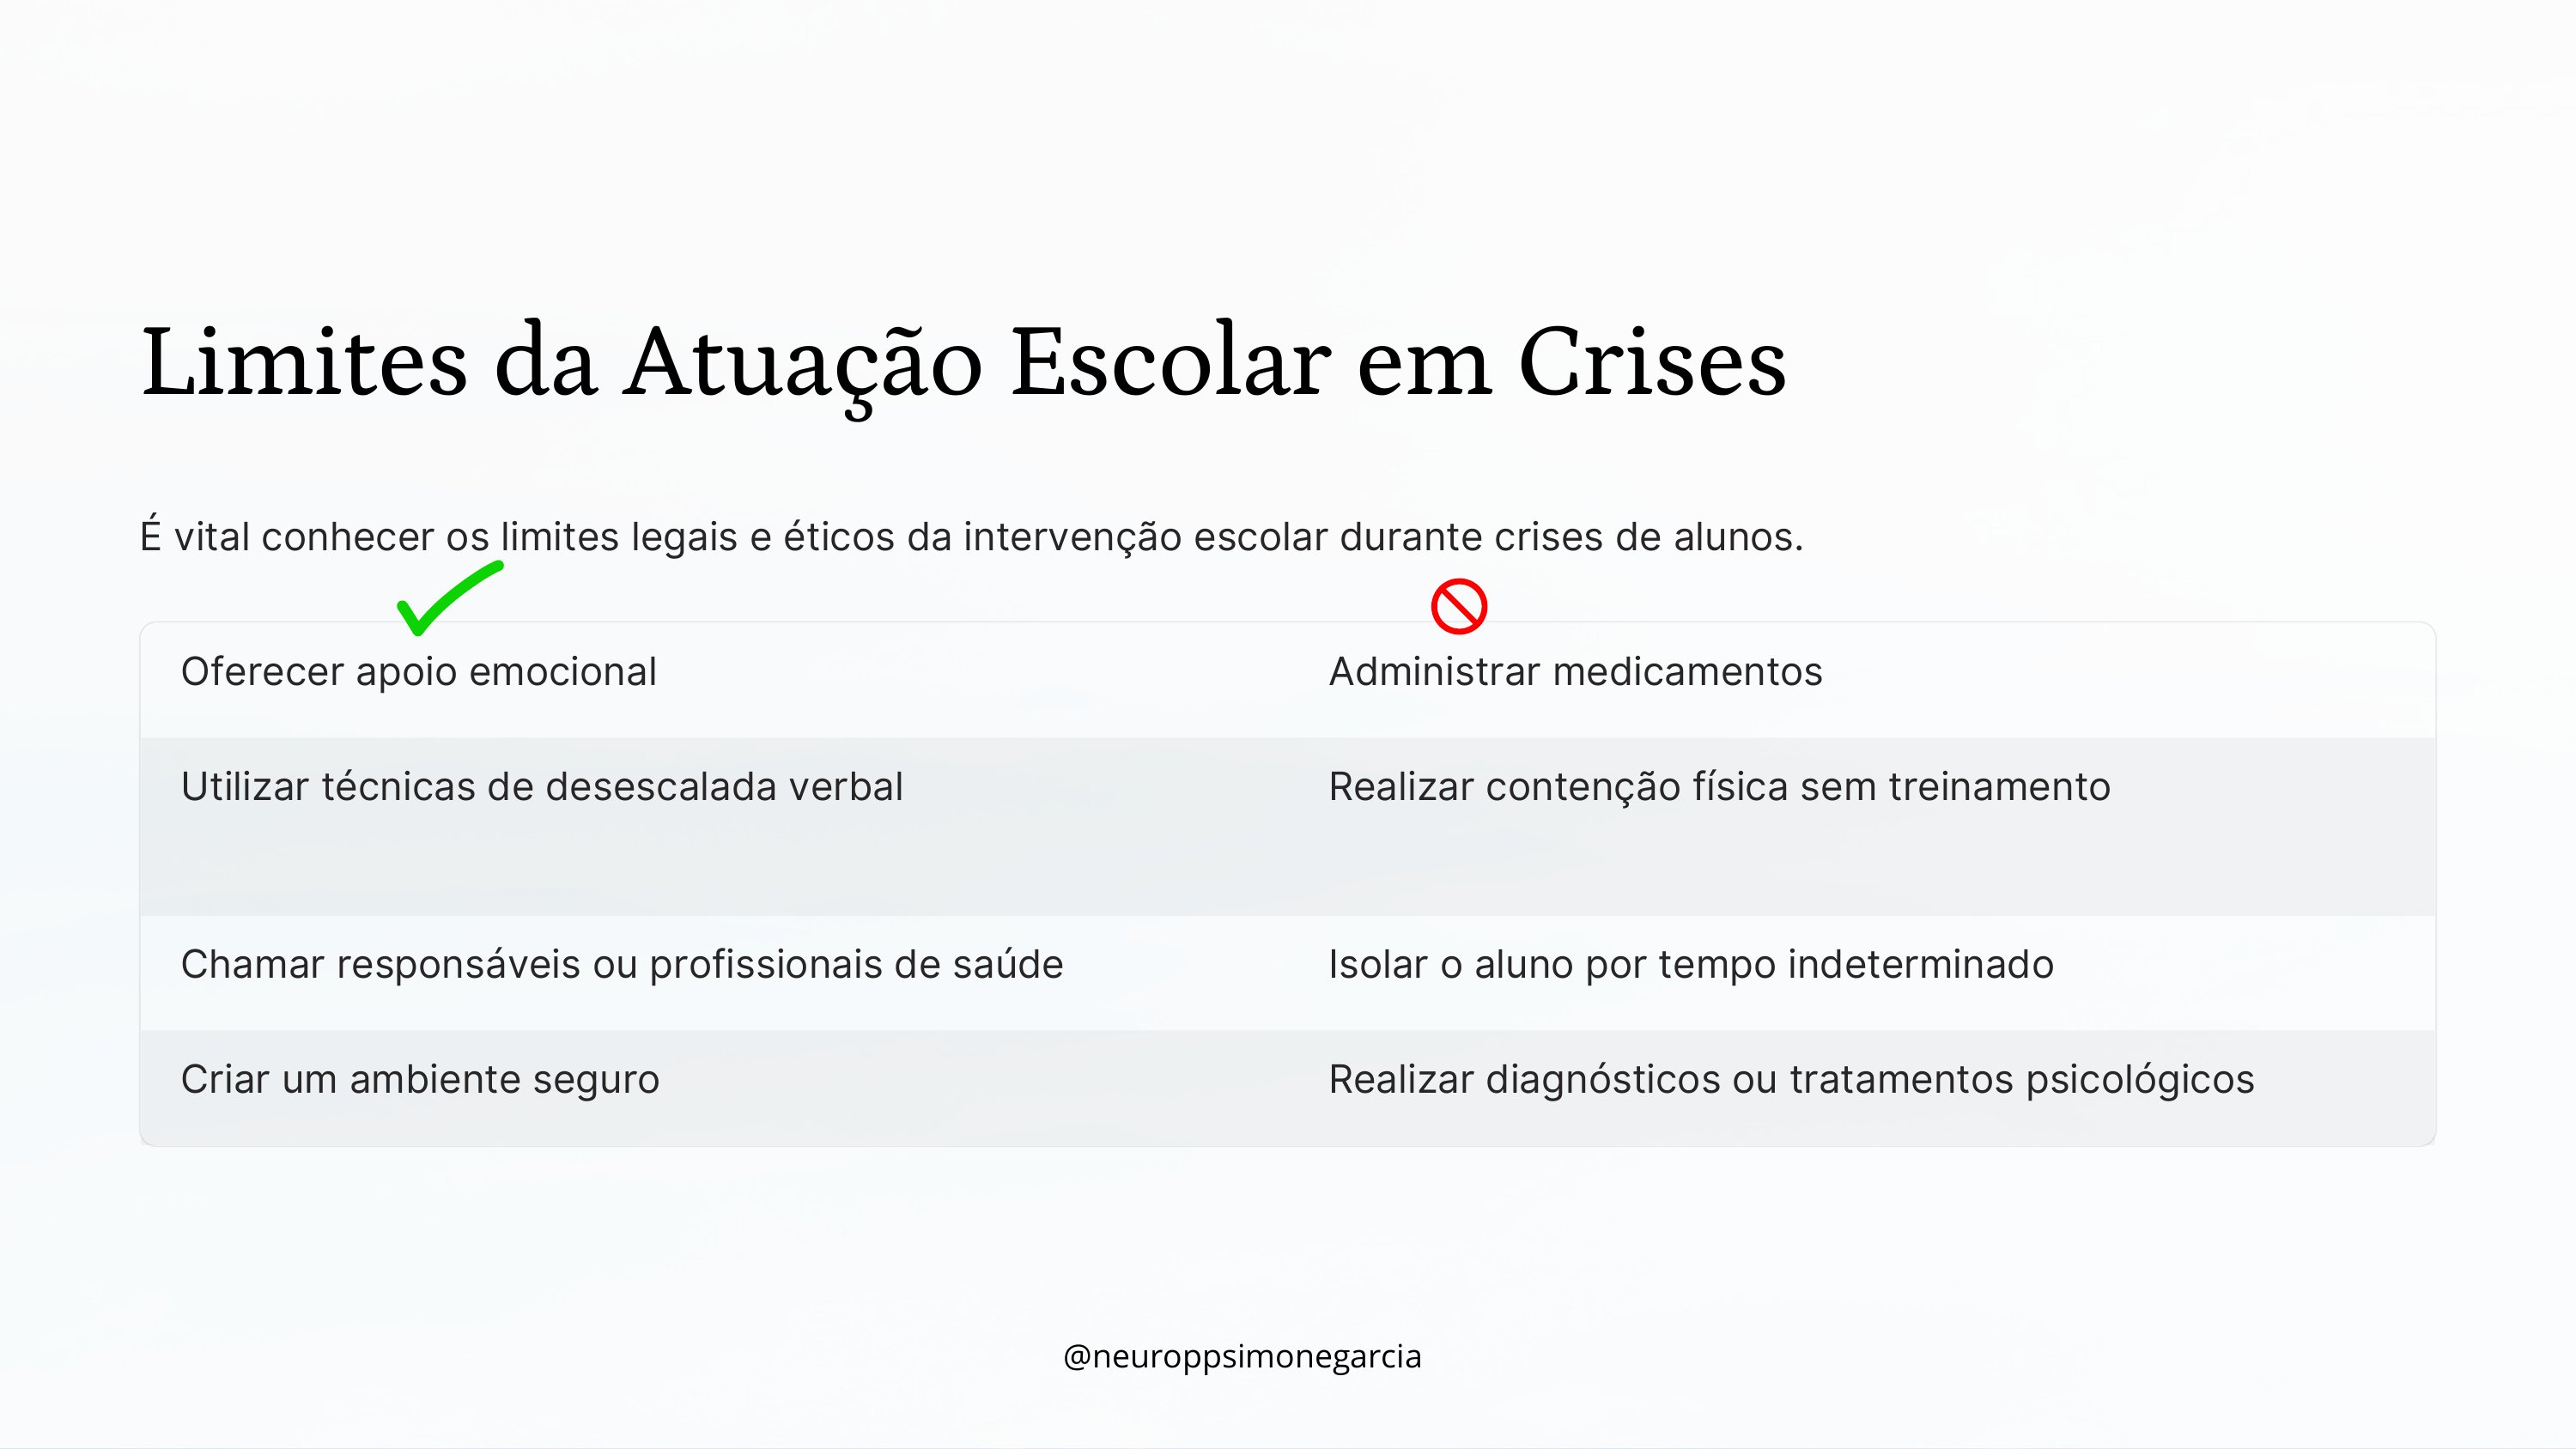 Limites da Atuação Escolar em Crises
É vital conhecer os limites legais e éticos da intervenção escolar durante crises de alunos.
Oferecer apoio emocional
Administrar medicamentos
Utilizar técnicas de desescalada verbal
Realizar contenção física sem treinamento
Chamar responsáveis ou profissionais de saúde
Isolar o aluno por tempo indeterminado
Criar um ambiente seguro
Realizar diagnósticos ou tratamentos psicológicos
@neuroppsimonegarcia